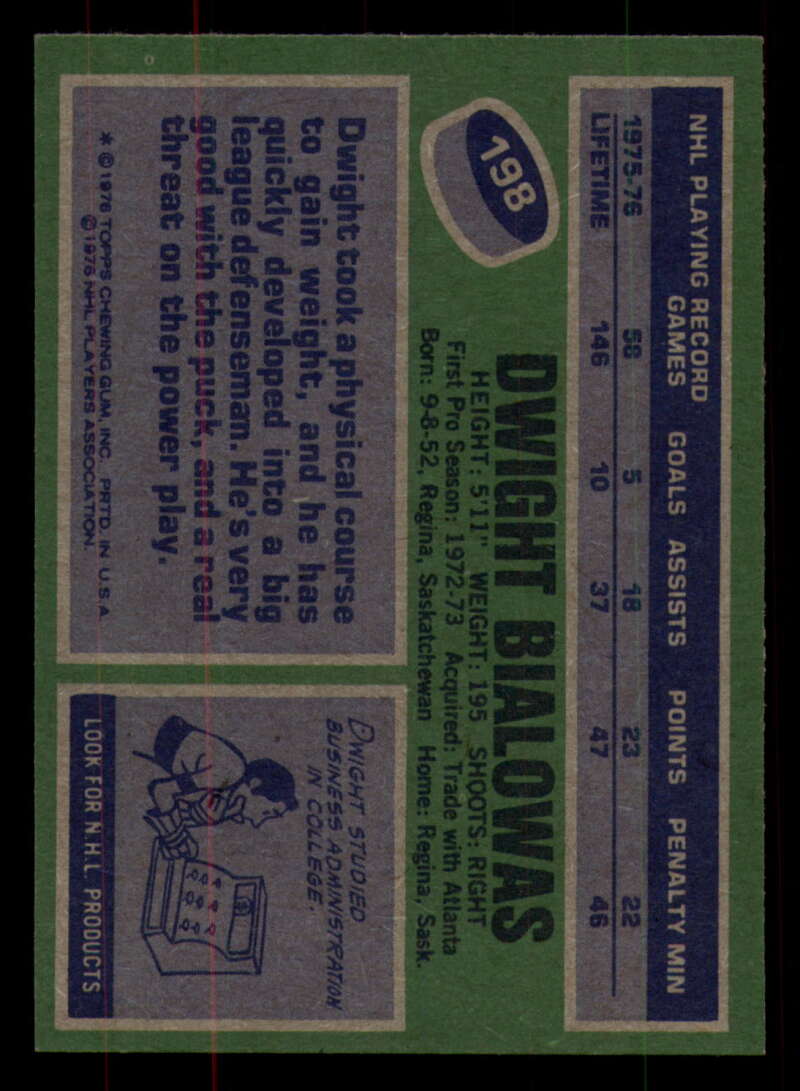 NHL PLAYING RECORD
GAMES GOALS ASSISTS POINTS PENALTY MIN
1975-76 58 5 18 23 22
LIFETIME 146 10 37 47 46
198
DWIGHT BIALOWAS
HEIGHT: 5'11" WEIGHT: 195 SHOOTS: RIGHT
First Pro Season: 1972-73 Acquired: Trade with Atlanta
Born: 9-8-52, Regina, Saskatchewan Home: Regina, Sask.
Dwight took a physical course
to gain weight, and he has
quickly developed into a big
league defenseman. He's very
good with the puck, and a real
threat on the power play.
* © 1976 TOPPS CHEWING GUM, INC. PRTD. IN U.S.A.
© 1976 NHL PLAYERS ASSOCIATION.
DWIGHT STUDIED
BUSINESS ADMINISTRATION
IN COLLEGE.
LOOK FOR N.H.L. PRODUCTS